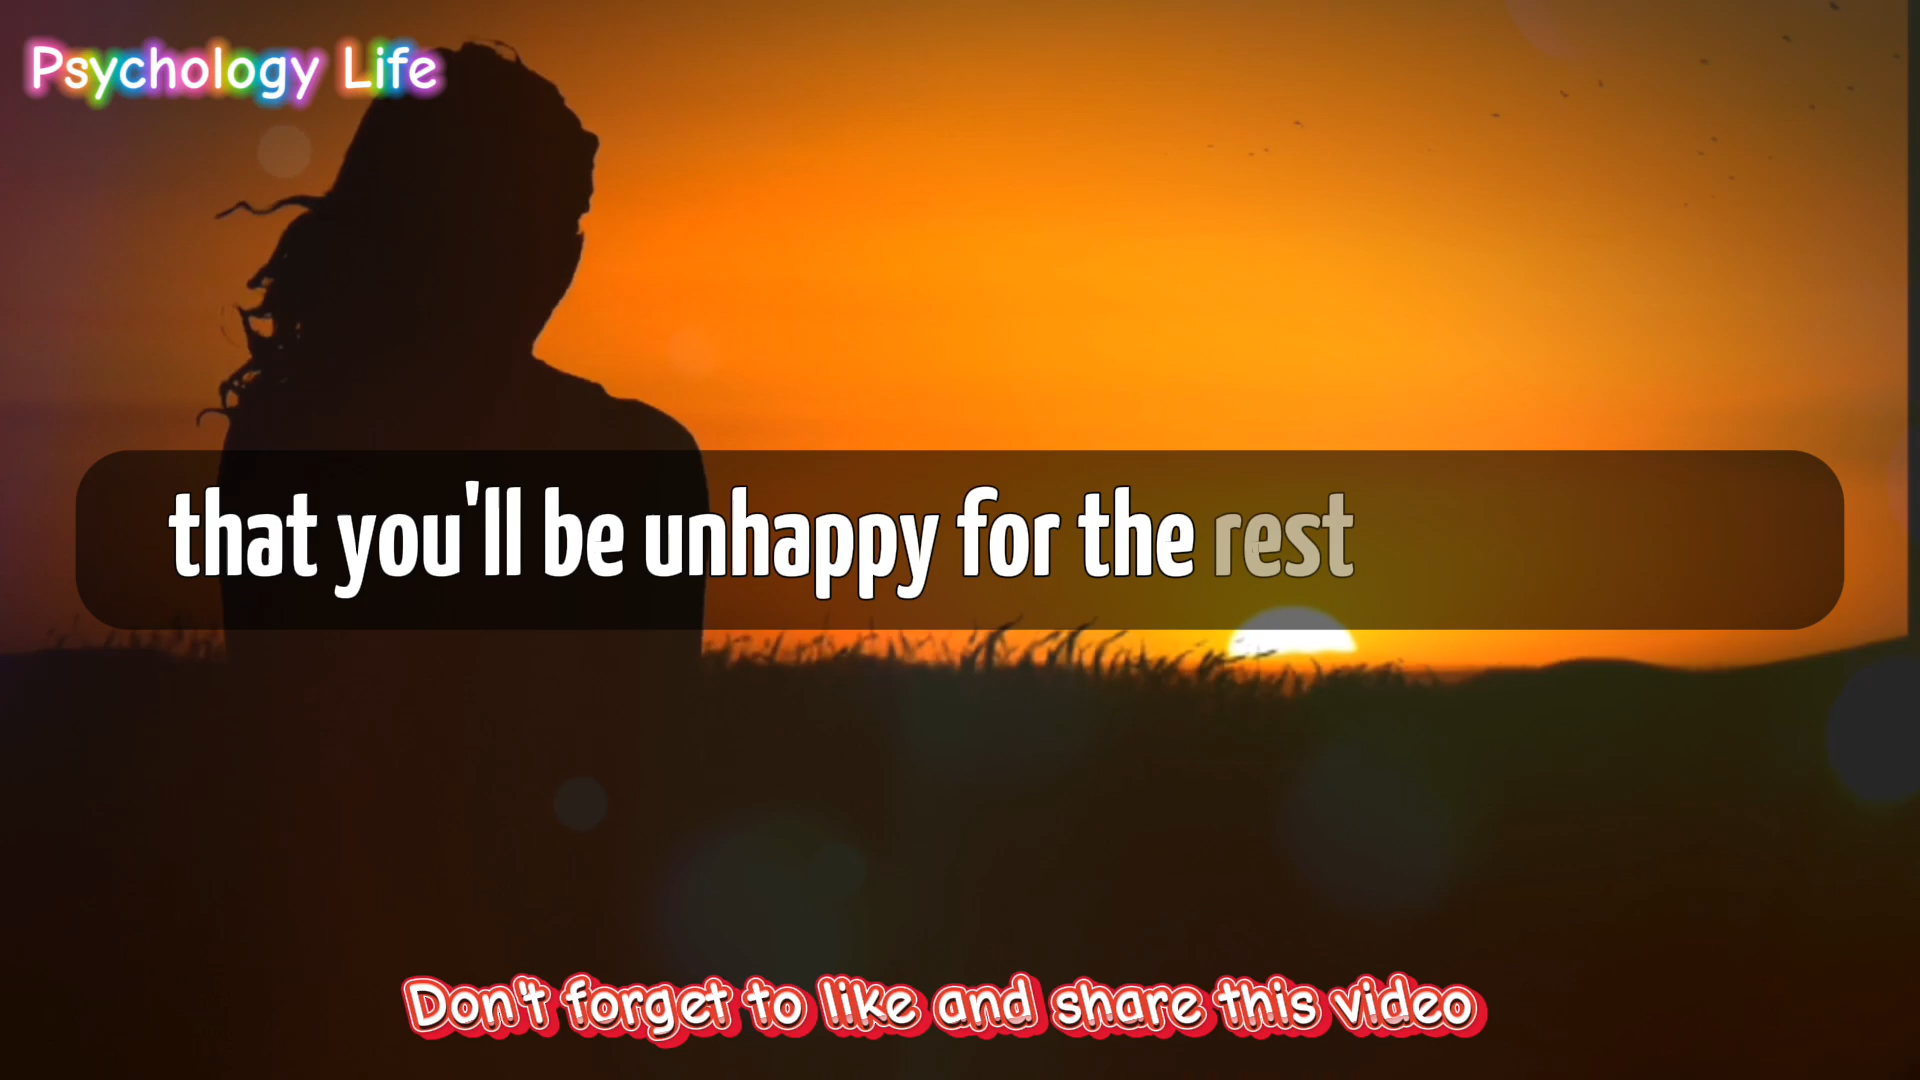 Psychology Life
that you'll be unhappy for the rest
Don't forget to like and share this video